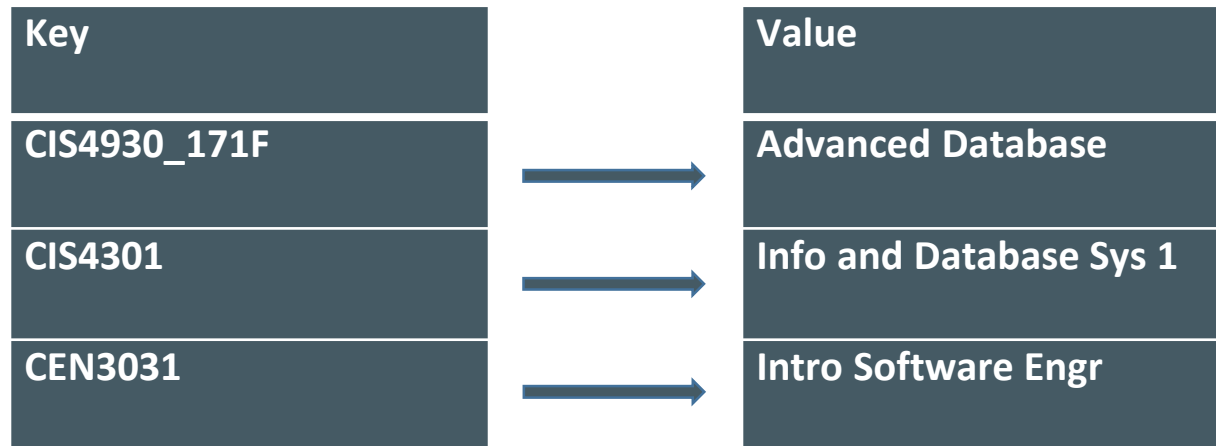 Key
Value
CIS4930_171F
Advanced Database
CIS4301
Info and Database Sys 1
CEN3031
Intro Software Engr